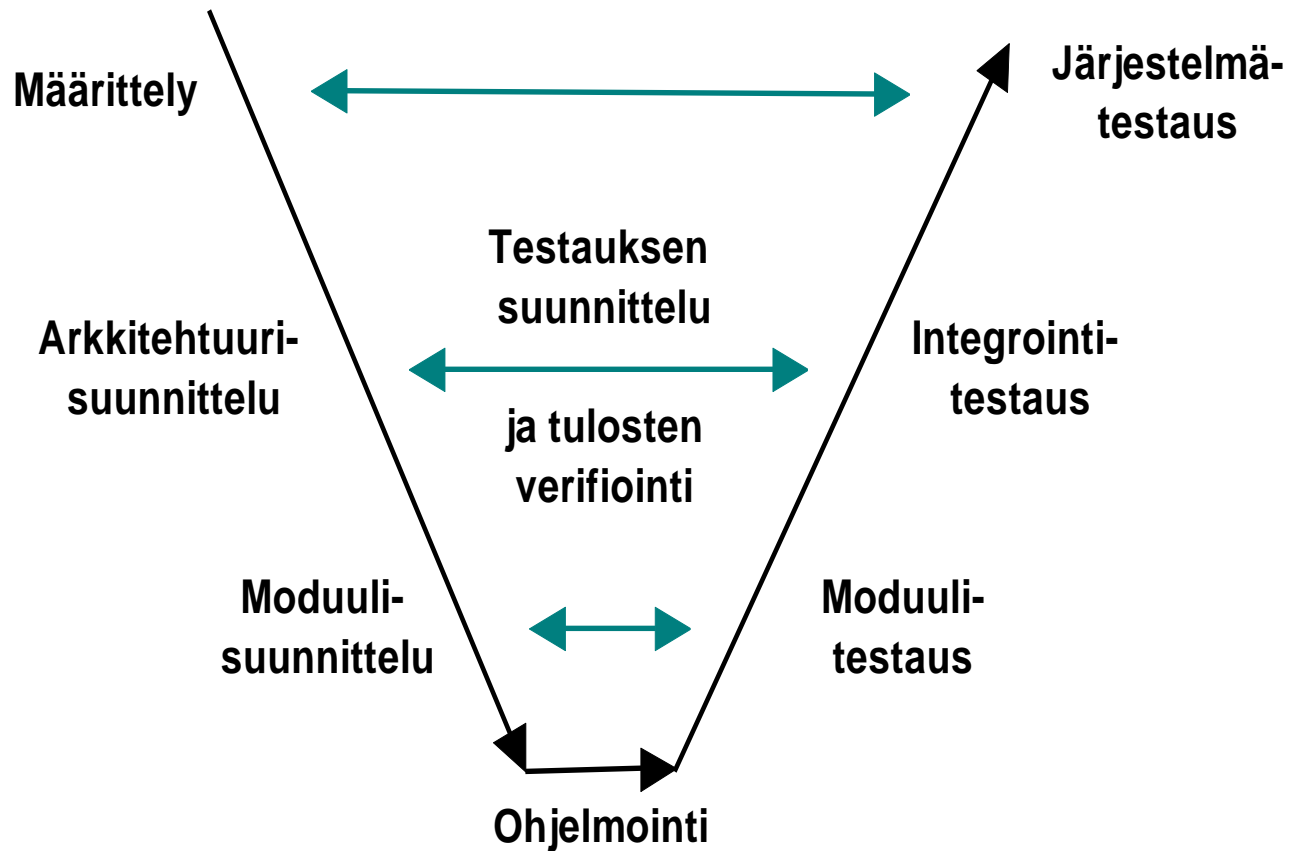 Määrittely
Järjestelmä-
testaus
Testauksen
suunnittelu
Arkkitehtuuri-
suunnittelu
Integrointi-
testaus
ja tulosten
verifiointi
Moduuli-
suunnittelu
Moduuli-
testaus
Ohjelmointi